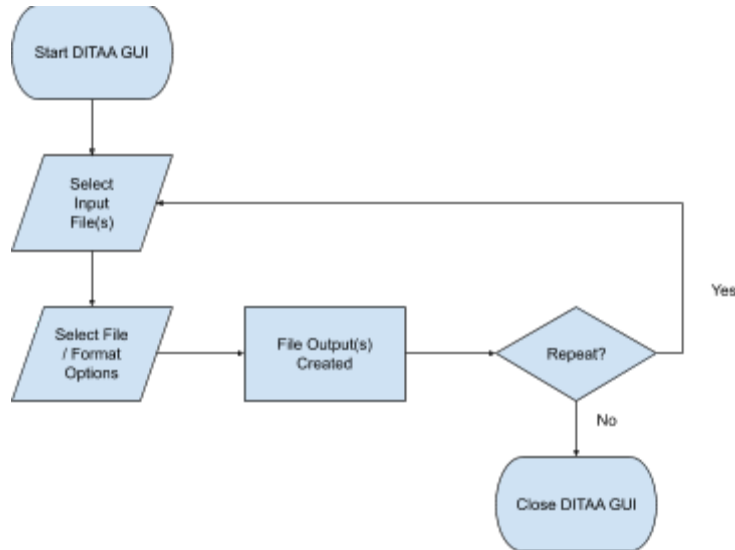 Start DITAA GUI
Select
Input
File(s)
Yes
Select File
/ Format
Options
File Output(s)
Created
Repeat?
No
Close DITAA GUI